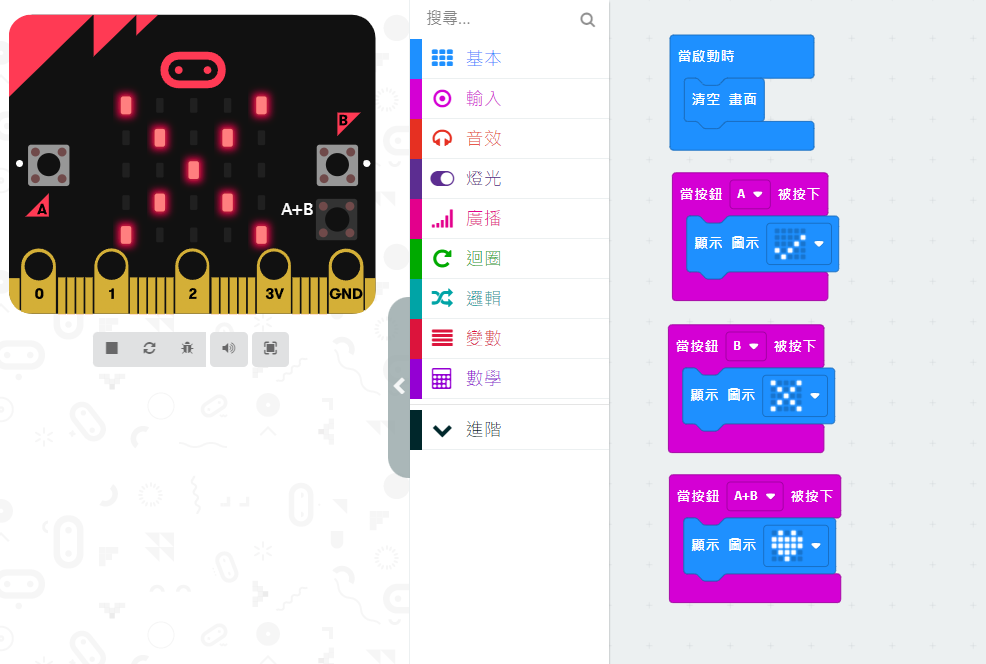 B
A
A+B
0 1 2 3V GND
搜尋...
基本
輸入
音效
燈光
廣播
迴圈
邏輯
變數
數學
進階
當啟動時
清空 畫面
當按鈕 A 被按下
顯示 圖示
當按鈕 B 被按下
顯示 圖示
當按鈕 A+B 被按下
顯示 圖示